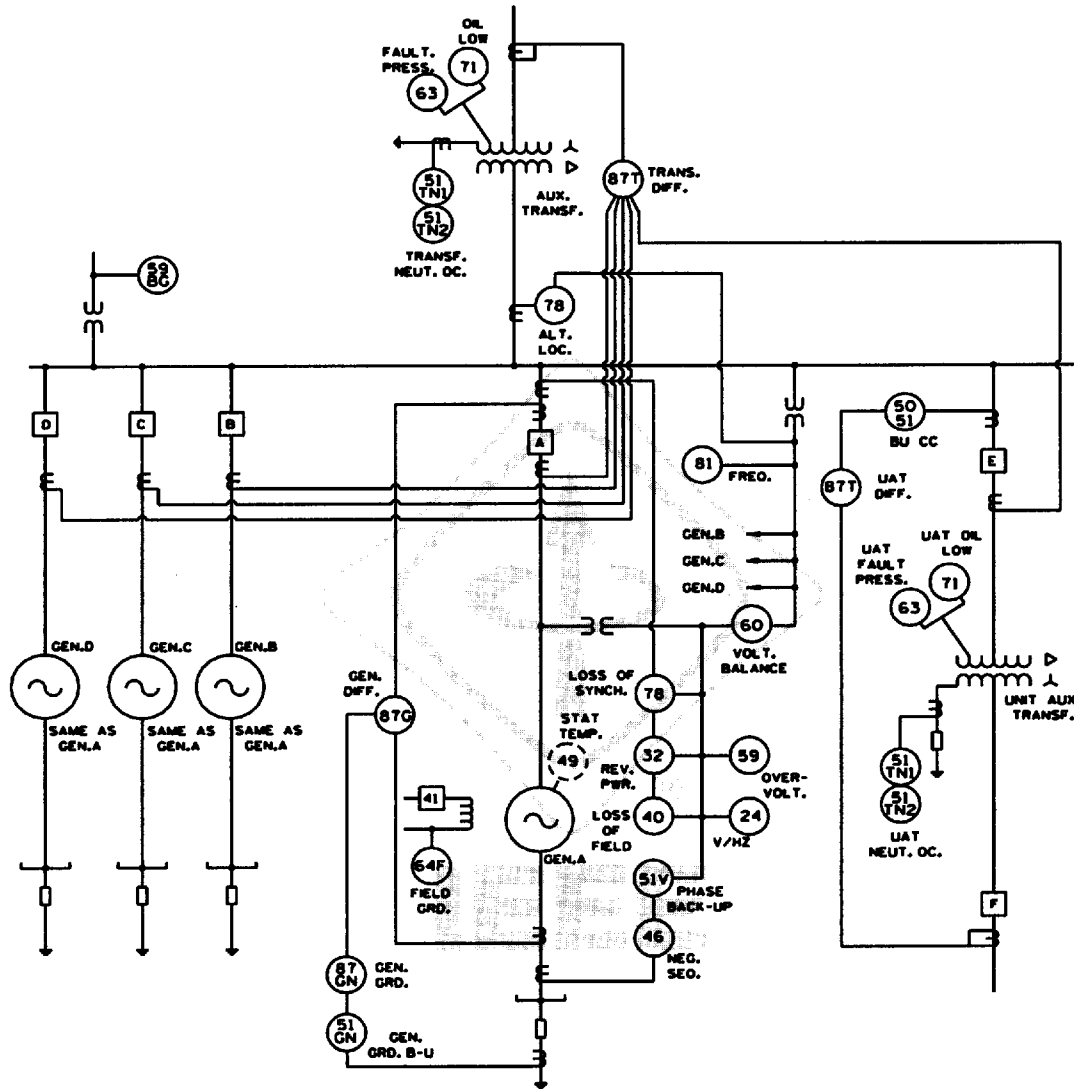 OIL
LOW
FAULT.
PRESS.
71
63
51
TN1
51
TN2
TRANSF.
NEUT. OC.
AUX.
TRANSF.
87T
TRANS.
DIFF.
59
BG
78
ALT.
LOC.
D
C
B
A
81
FREQ.
50
51
BU CC
E
87T
UAT
DIFF.
GEN.B
GEN.C
GEN.D
UAT OIL
LOW
UAT
FAULT
PRESS.
71
63
60
VOLT.
BALANCE
GEN.D
GEN.C
GEN.B
SAME AS
GEN.A
SAME AS
GEN.A
SAME AS
GEN.A
GEN.
DIFF.
87G
LOSS OF
SYNCH.
78
STAT
TEMP.
49
REV.
PWR.
32
59
OVER-
VOLT.
UNIT AUX
TRANSF.
51
TN1
51
TN2
UAT
NEUT. OC.
41
64F
FIELD
GRD.
GEN.A
LOSS
OF
FIELD
40
24
V/HZ
51V
PHASE
BACK-UP
46
NEG.
SEQ.
F
87
GN
GEN.
GRD.
51
GN
GEN.
GRD. B-U